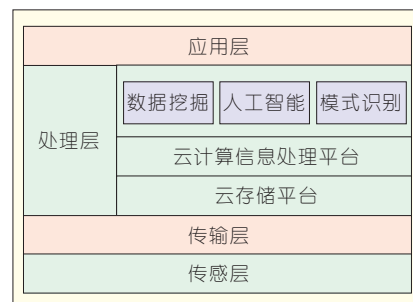 应用层
数据挖掘 人工智能 模式识别
处理层
云计算信息处理平台
云存储平台
传输层
传感层